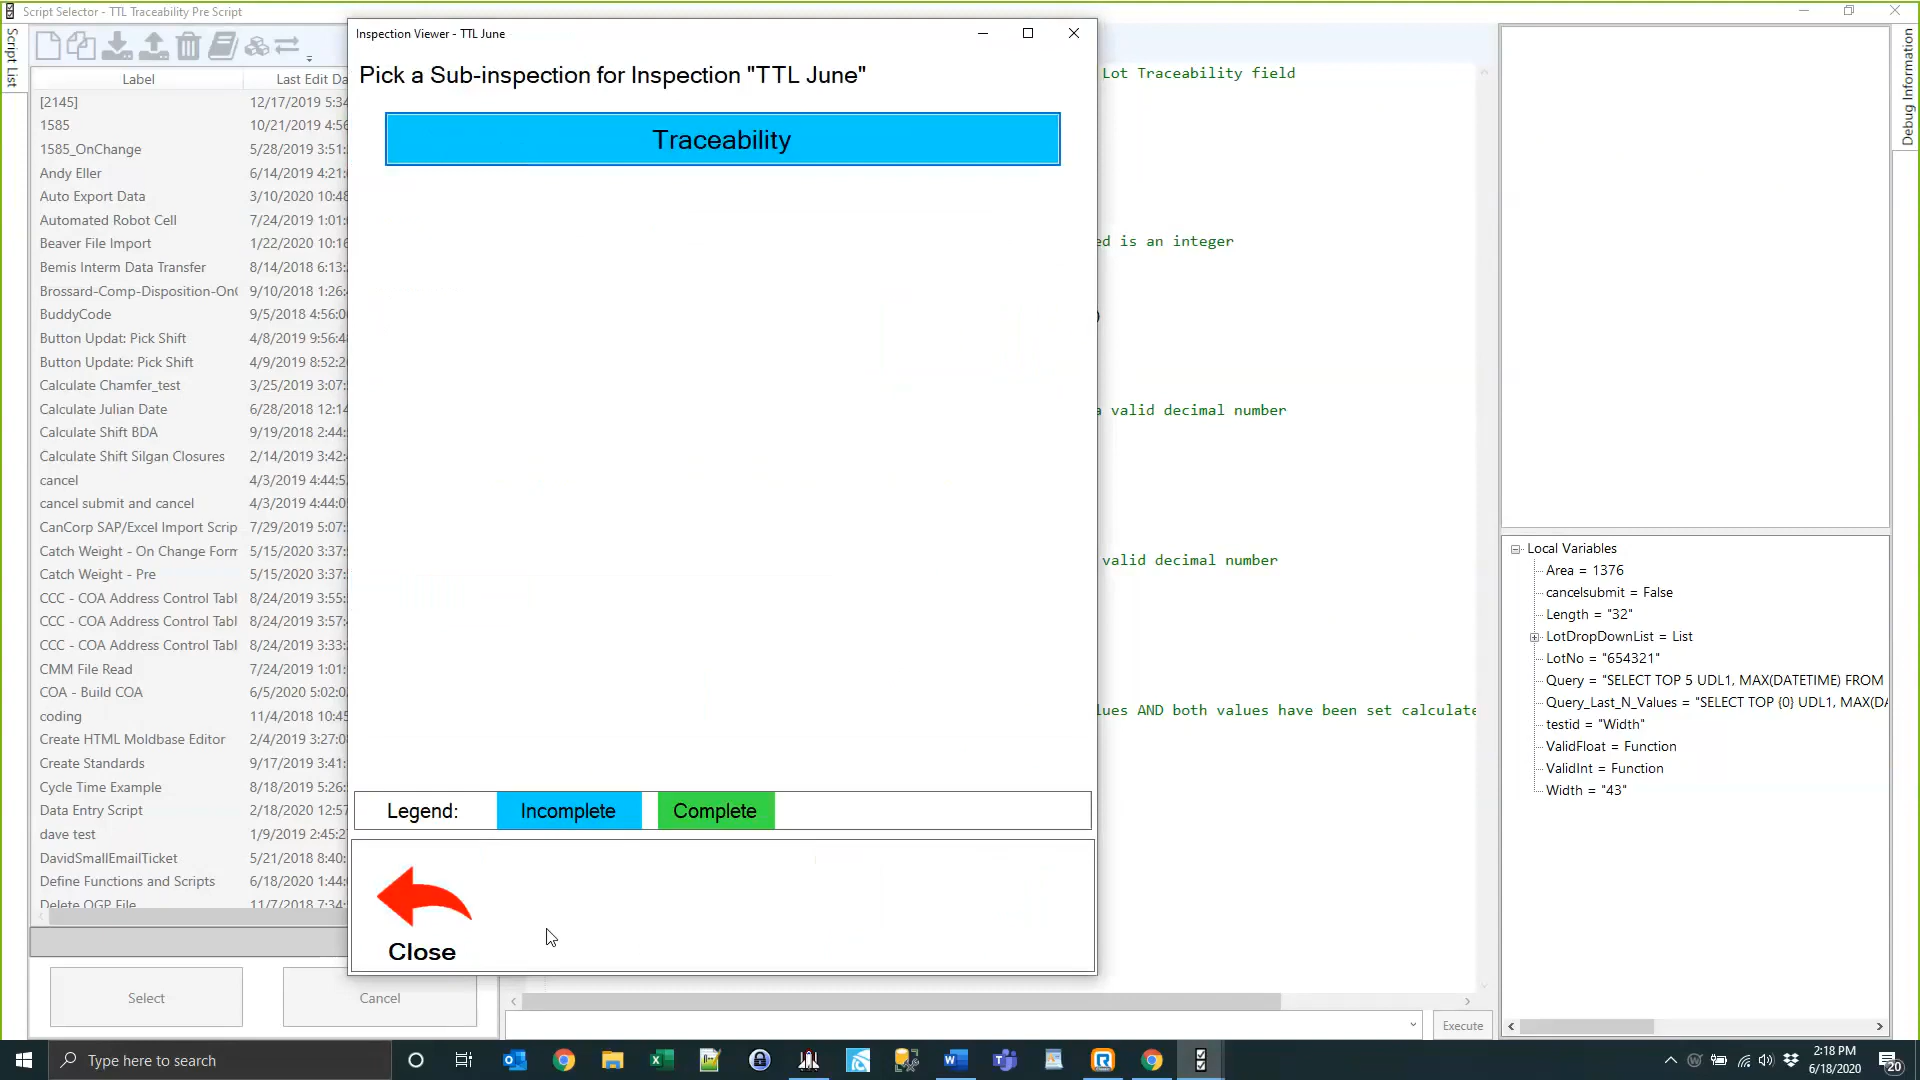 Script Selector - TTL Traceability Pre Script
Script List
Label
Last Edit Da
[2145] 12/17/2019 5:34
1585 10/21/2019 4:56
1585_OnChange 5/28/2019 3:51:
Andy Eller 6/14/2019 4:21:
Auto Export Data 3/10/2020 10:48
Automated Robot Cell 7/24/2019 1:01:
Beaver File Import 1/22/2020 10:16
Bemis Interm Data Transfer 8/14/2018 6:13:
Brossard-Comp-Disposition-On 9/10/2018 1:26:
BuddyCode 9/5/2018 4:56:0
Button Updat: Pick Shift 4/8/2019 9:56:4
Button Update: Pick Shift 4/9/2019 8:52:2
Calculate Chamfer_test 3/25/2019 3:07:
Calculate Julian Date 6/28/2018 12:14
Calculate Shift BDA 9/19/2018 2:44:
Calculate Shift Silgan Closures 2/14/2019 3:42:
cancel 4/3/2019 4:44:5
cancel submit and cancel 4/3/2019 4:44:0
CanCorp SAP/Excel Import Scrip 7/29/2019 5:07:
Catch Weight - On Change Form 5/15/2020 3:37:
Catch Weight - Pre 5/15/2020 3:37:
CCC - COA Address Control Tabl 8/24/2019 3:55:
CCC - COA Address Control Tabl 8/24/2019 3:57:
CCC - COA Address Control Tabl 8/24/2019 3:33:
CMM File Read 7/24/2019 1:01:
COA - Build COA 6/5/2020 5:02:0
coding 11/4/2018 10:45
Create HTML Moldbase Editor 2/4/2019 3:27:0
Create Standards 9/17/2019 3:41:
Cycle Time Example 8/18/2019 5:26:
Data Entry Script 2/18/2020 12:57
dave test 1/9/2019 2:45:2
DavidSmallEmailTicket 5/21/2018 8:40:
Define Functions and Scripts 6/18/2020 1:44:
Delete OGP File 11/7/2018 7:34:
Select
Cancel
Inspection Viewer - TTL June
Pick a Sub-inspection for Inspection "TTL June"
Traceability
Legend: Incomplete Complete
Close
Lot Traceability field
ed is an integer
)
a valid decimal number
valid decimal number
lues AND both values have been set calculate
Execute
Debug Information
Local Variables
Area = 1376
cancelsubmit = False
Length = "32"
LotDropDownList = List
LotNo = "654321"
Query = "SELECT TOP 5 UDL1, MAX(DATETIME) FROM
Query_Last_N_Values = "SELECT TOP {0} UDL1, MAX(DA
testid = "Width"
ValidFloat = Function
ValidInt = Function
Width = "43"
Type here to search
2:18 PM
6/18/2020
20